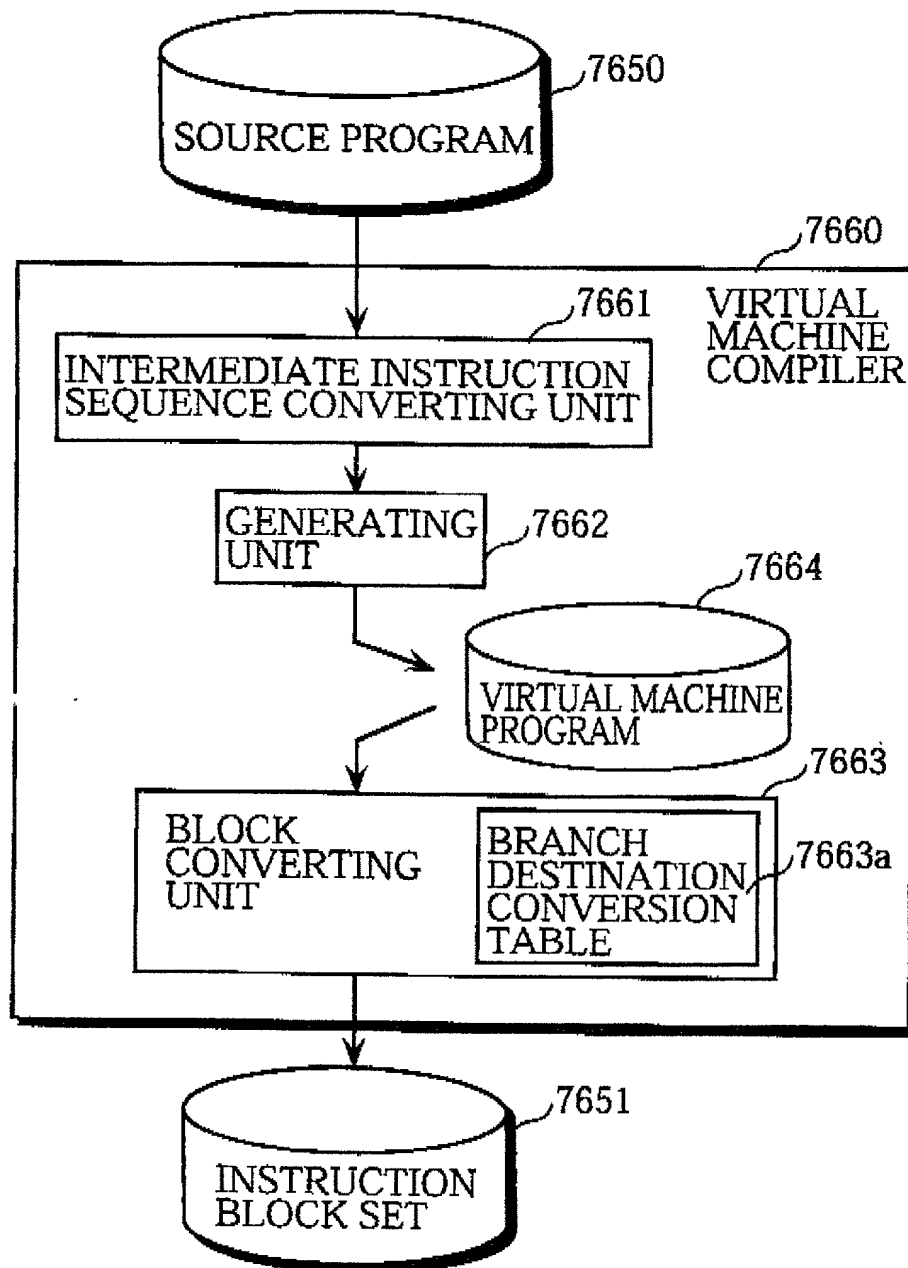 7650
SOURCE PROGRAM
7660
VIRTUAL
MACHINE
COMPILER
7661
INTERMEDIATE INSTRUCTION
SEQUENCE CONVERTING UNIT
GENERATING
UNIT
7662
7664
VIRTUAL MACHINE
PROGRAM
7663
BLOCK
CONVERTING
UNIT
BRANCH
DESTINATION
CONVERSION
TABLE
7663a
7651
INSTRUCTION
BLOCK SET